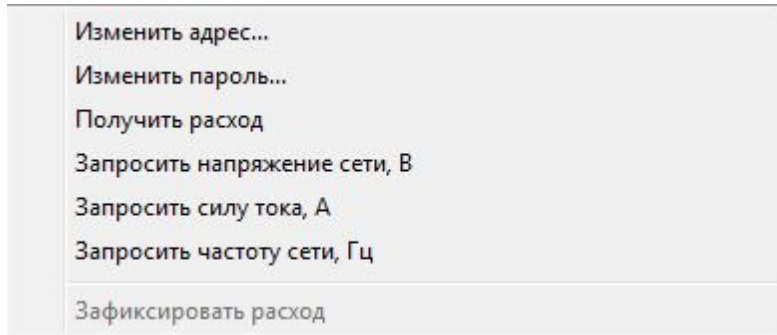 Изменить адрес...
Изменить пароль...
Получить расход
Запросить напряжение сети, В
Запросить силу тока, А
Запросить частоту сети, Гц
Зафиксировать расход